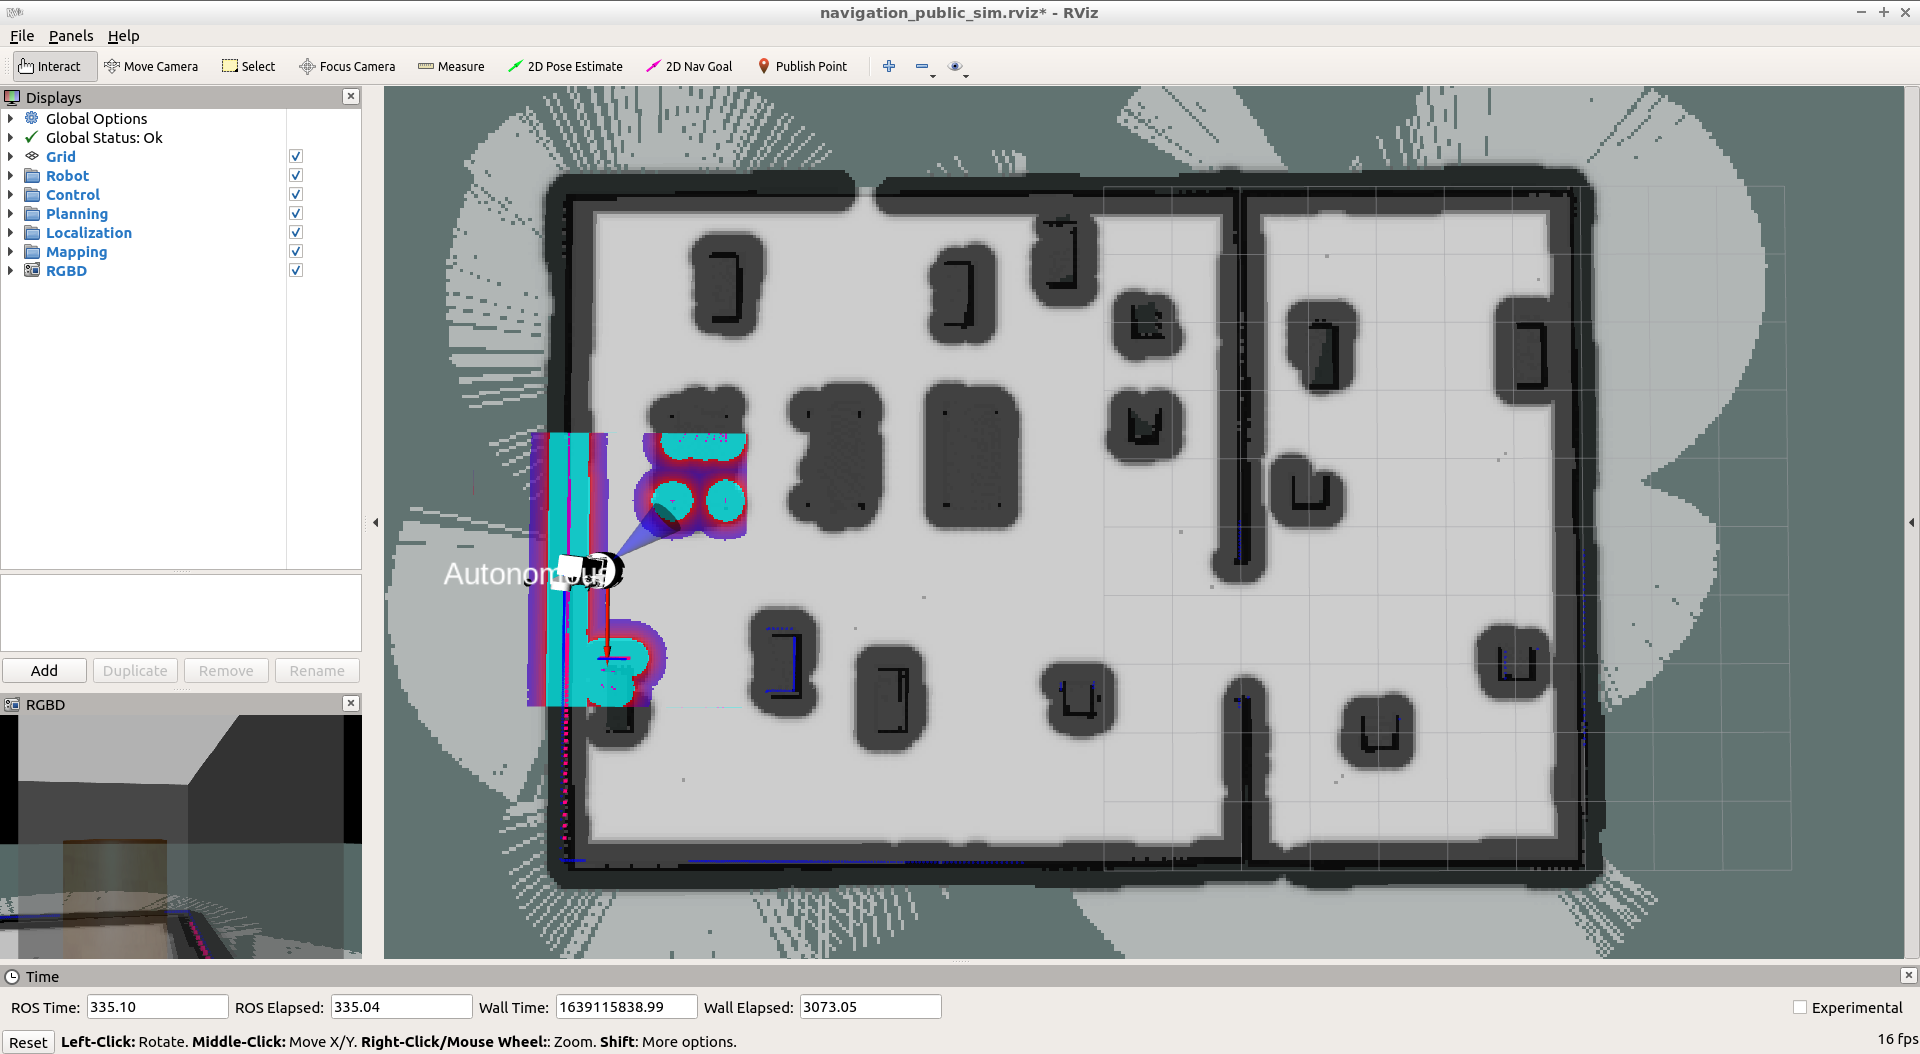 navigation_public_sim.rviz* - RViz
File Panels Help
Interact Move Camera Select Focus Camera Measure 2D Pose Estimate 2D Nav Goal Publish Point
Displays
Global Options
Global Status: Ok
Grid
Robot
Control
Planning
Localization
Mapping
RGBD
Autonomous
Add Duplicate Remove Rename
RGBD
Time
ROS Time: 335.10 ROS Elapsed: 335.04 Wall Time: 1639115838.99 Wall Elapsed: 3073.05 Experimental
Reset Left-Click: Rotate. Middle-Click: Move X/Y. Right-Click/Mouse Wheel:: Zoom. Shift: More options. 16 fps